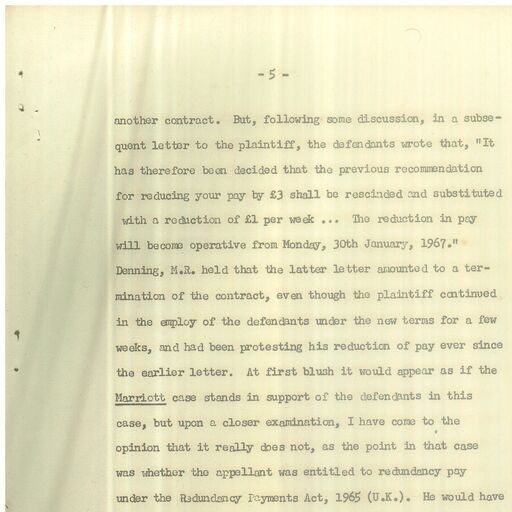 - 5 -
another contract. But, following some discussion, in a subse-
quent letter to the plaintiff, the defendants wrote that, "It
has therefore been decided that the previous recommendation
for reducing your pay by £3 shall be rescinded and substituted
with a reduction of £1 per week ... The reduction in pay
will become operative from Monday, 30th January, 1967."
Denning, M.R. held that the latter letter amounted to a ter-
mination of the contract, even though the plaintiff continued
in the employ of the defendants under the new terms for a few
weeks, and had been protesting his reduction of pay ever since
the earlier letter. At first blush it would appear as if the
Marriott case stands in support of the defendants in this
case, but upon a closer examination, I have come to the
opinion that it really does not, as the point in that case
was whether the appellant was entitled to redundancy pay
under the Redundancy Payments Act, 1965 (U.K.). He would have